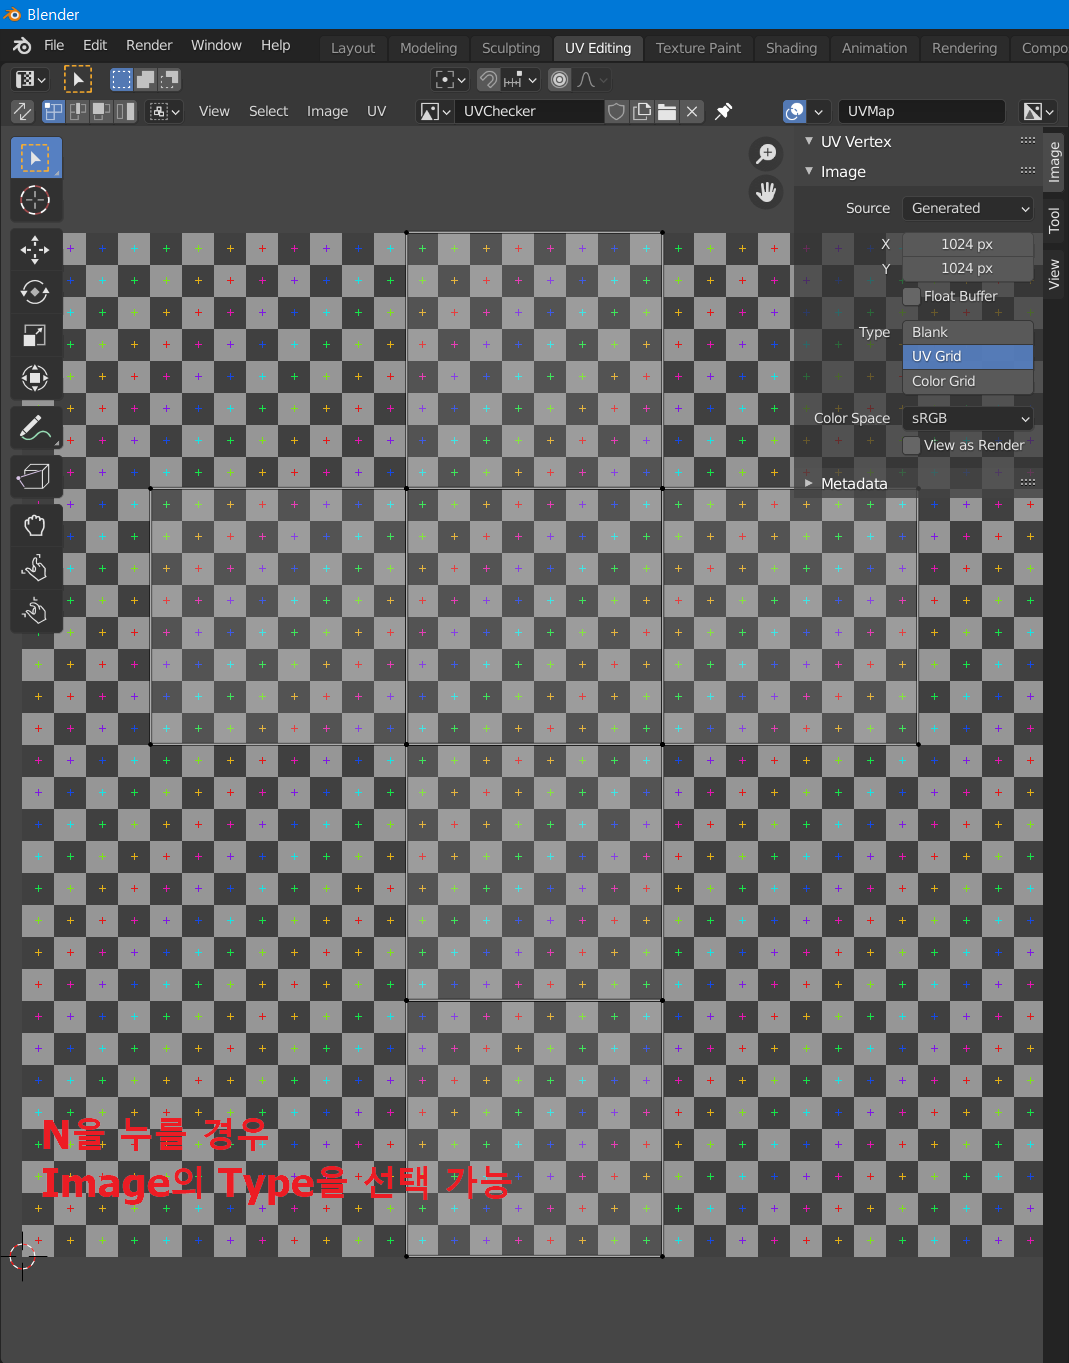 Blender
File Edit Render Window Help Layout Modeling Sculpting UV Editing Texture Paint Shading Animation Rendering Compo
View Select Image UV UVChecker UVMap
UV Vertex
Image
Source Generated
X 1024 px
Y 1024 px
Float Buffer
Type Blank
UV Grid
Color Grid
Color Space sRGB
View as Render
Metadata
Image
Tool
View
N을 누를 경우
Image의 Type을 선택 가능